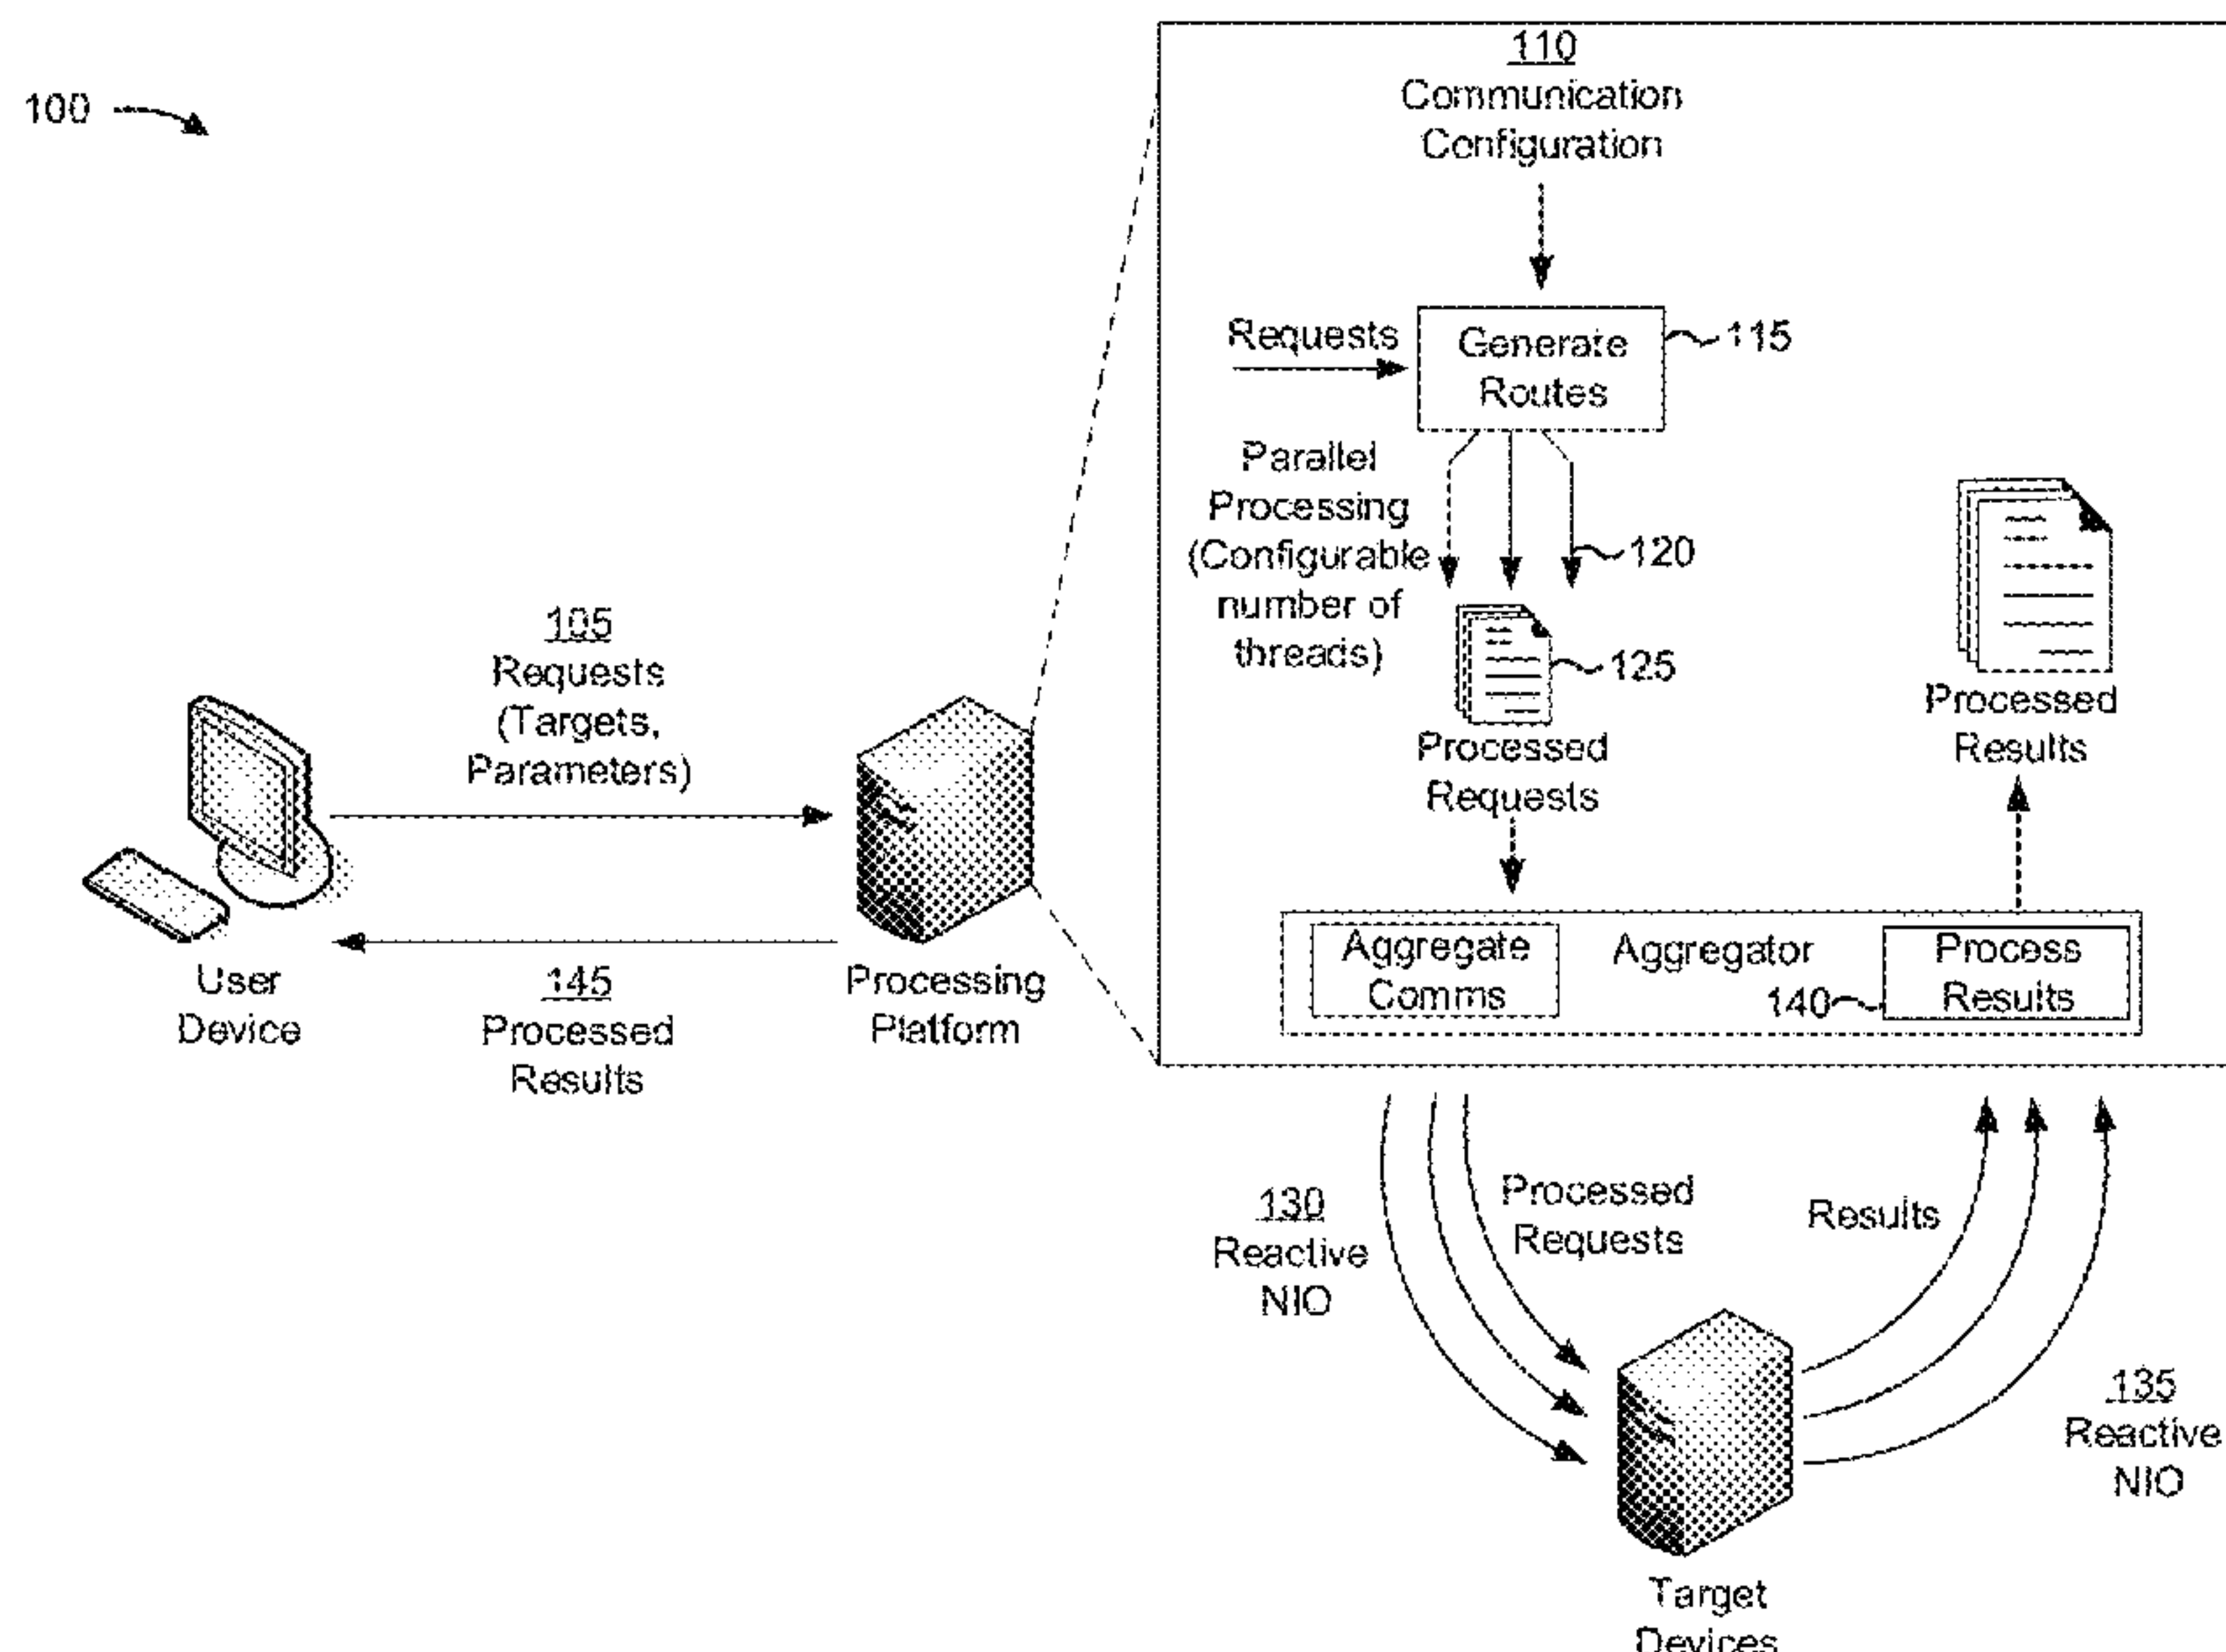 100
110
Communication
Configuration
Requests
Generate
Routes
115
Parallel
Processing
(Configurable
number of
threads)
120
125
Processed
Requests
Processed
Results
105
Requests
(Targets,
Parameters)
User
Device
145
Processed
Results
Processing
Platform
Aggregate
Comms
Aggregator
140
Process
Results
130
Reactive
NIO
Processed
Requests
Results
135
Reactive
NIO
Target
Devices